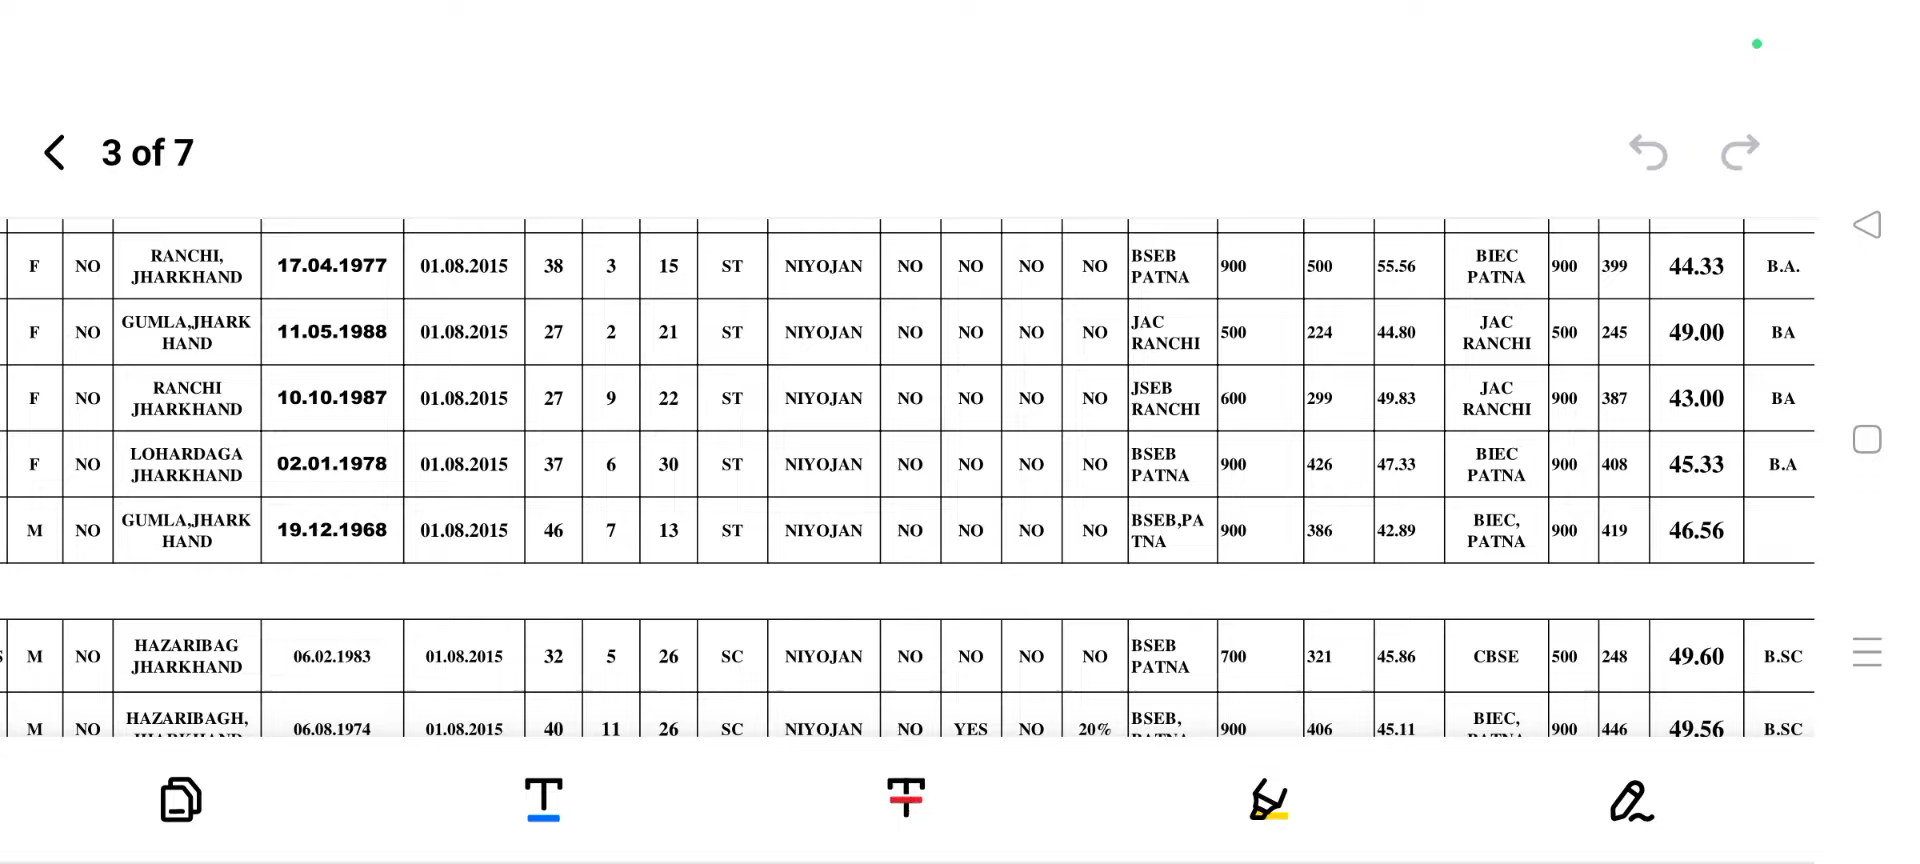 3 of 7
F NO RANCHI, JHARKHAND 17.04.1977 01.08.2015 38 3 15 ST NIYOJAN NO NO NO NO BSEB PATNA 900 500 55.56 BIEC PATNA 900 399 44.33 B.A.
F NO GUMLA,JHARK HAND 11.05.1988 01.08.2015 27 2 21 ST NIYOJAN NO NO NO NO JAC RANCHI 500 224 44.80 JAC RANCHI 500 245 49.00 BA
F NO RANCHI JHARKHAND 10.10.1987 01.08.2015 27 9 22 ST NIYOJAN NO NO NO NO JSEB RANCHI 600 299 49.83 JAC RANCHI 900 387 43.00 BA
F NO LOHARDAGA JHARKHAND 02.01.1978 01.08.2015 37 6 30 ST NIYOJAN NO NO NO NO BSEB PATNA 900 426 47.33 BIEC PATNA 900 408 45.33 B.A
M NO GUMLA,JHARK HAND 19.12.1968 01.08.2015 46 7 13 ST NIYOJAN NO NO NO NO BSEB,PA TNA 900 386 42.89 BIEC, PATNA 900 419 46.56
M NO HAZARIBAG JHARKHAND 06.02.1983 01.08.2015 32 5 26 SC NIYOJAN NO NO NO NO BSEB PATNA 700 321 45.86 CBSE 500 248 49.60 B.SC
M NO HAZARIBAGH, 06.08.1974 01.08.2015 40 11 26 SC NIYOJAN NO YES NO 20% BSEB, 900 406 45.11 BIEC, 900 446 49.56 B.SC